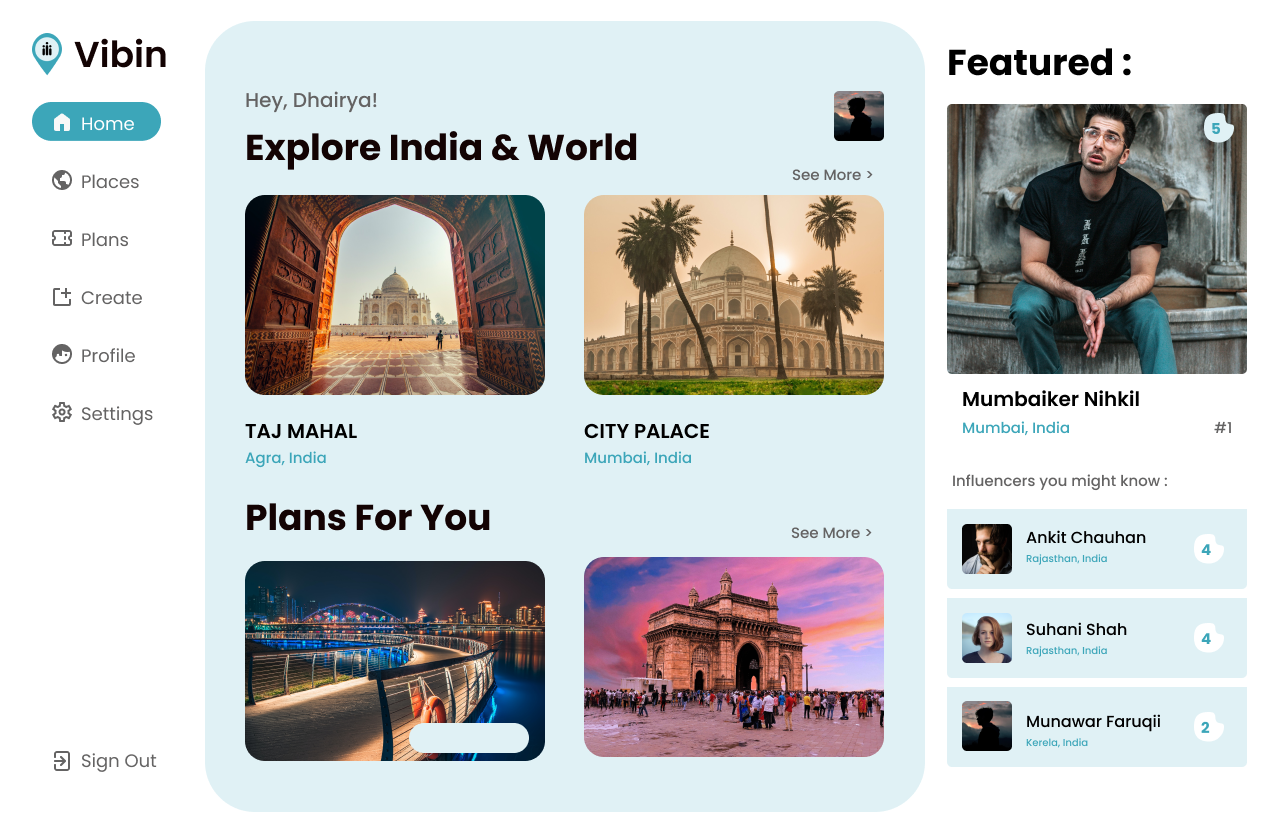 Vibin
Home
Places
Plans
Create
Profile
Settings
Sign Out
Hey, Dhairya!
Explore India & World
See More >
TAJ MAHAL
Agra, India
CITY PALACE
Mumbai, India
Plans For You
See More >
Featured :
5
Mumbaiker Nihkil
Mumbai, India
#1
Influencers you might know :
Ankit Chauhan
Rajasthan, India
4
Suhani Shah
Rajasthan, India
4
Munawar Faruqii
Kerela, India
2